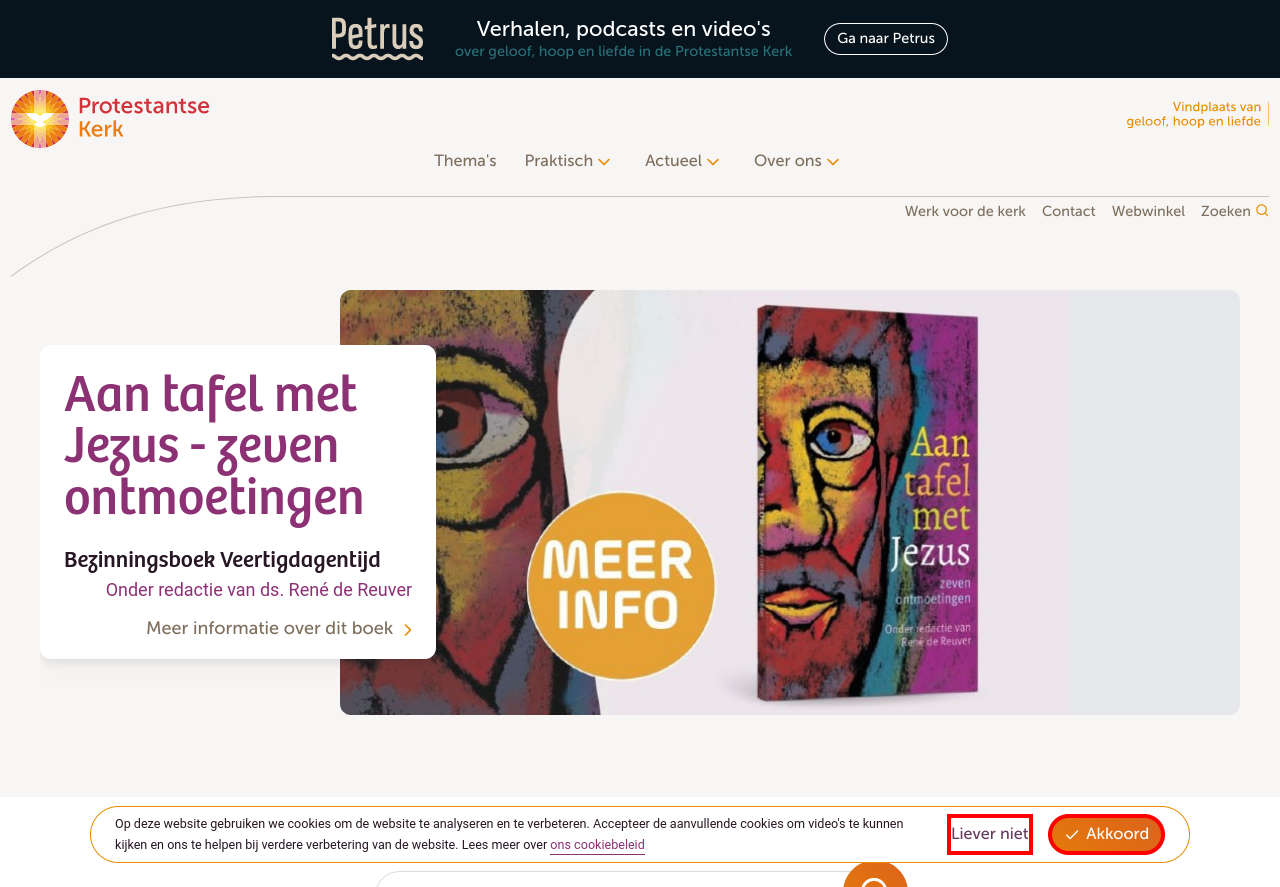 Petrus
Verhalen, podcasts en video's
over geloof, hoop en liefde in de Protestantse Kerk
Ga naar Petrus
Protestantse
Kerk
Vindplaats van
geloof, hoop en liefde
Thema's Praktisch Actueel Over ons
Werk voor de kerk Contact Webwinkel Zoeken
Aan tafel met
Jezus - zeven
ontmoetingen
Bezinningsboek Veertigdagentijd
Onder redactie van ds. René de Reuver
Meer informatie over dit boek
MEER
INFO
Aan
tafel
met
Jezus
zeven
ontmoetingen
Onder redactie van
René de Reuver
Op deze website gebruiken we cookies om de website te analyseren en te verbeteren. Accepteer de aanvullende cookies om video's te kunnen
kijken en ons te helpen bij verdere verbetering van de website. Lees meer over ons cookiebeleid
Liever niet
Akkoord